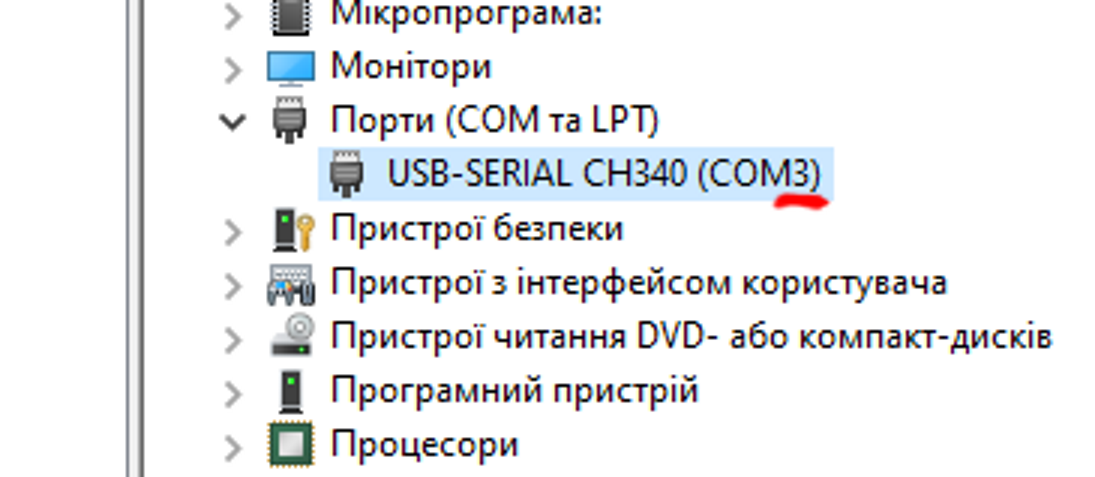 Мікропрограма:
Монітори
Порти (COM та LPT)
USB-SERIAL CH340 (COM3)
Пристрої безпеки
Пристрої з інтерфейсом користувача
Пристрої читання DVD- або компакт-дисків
Програмний пристрій
Процесори